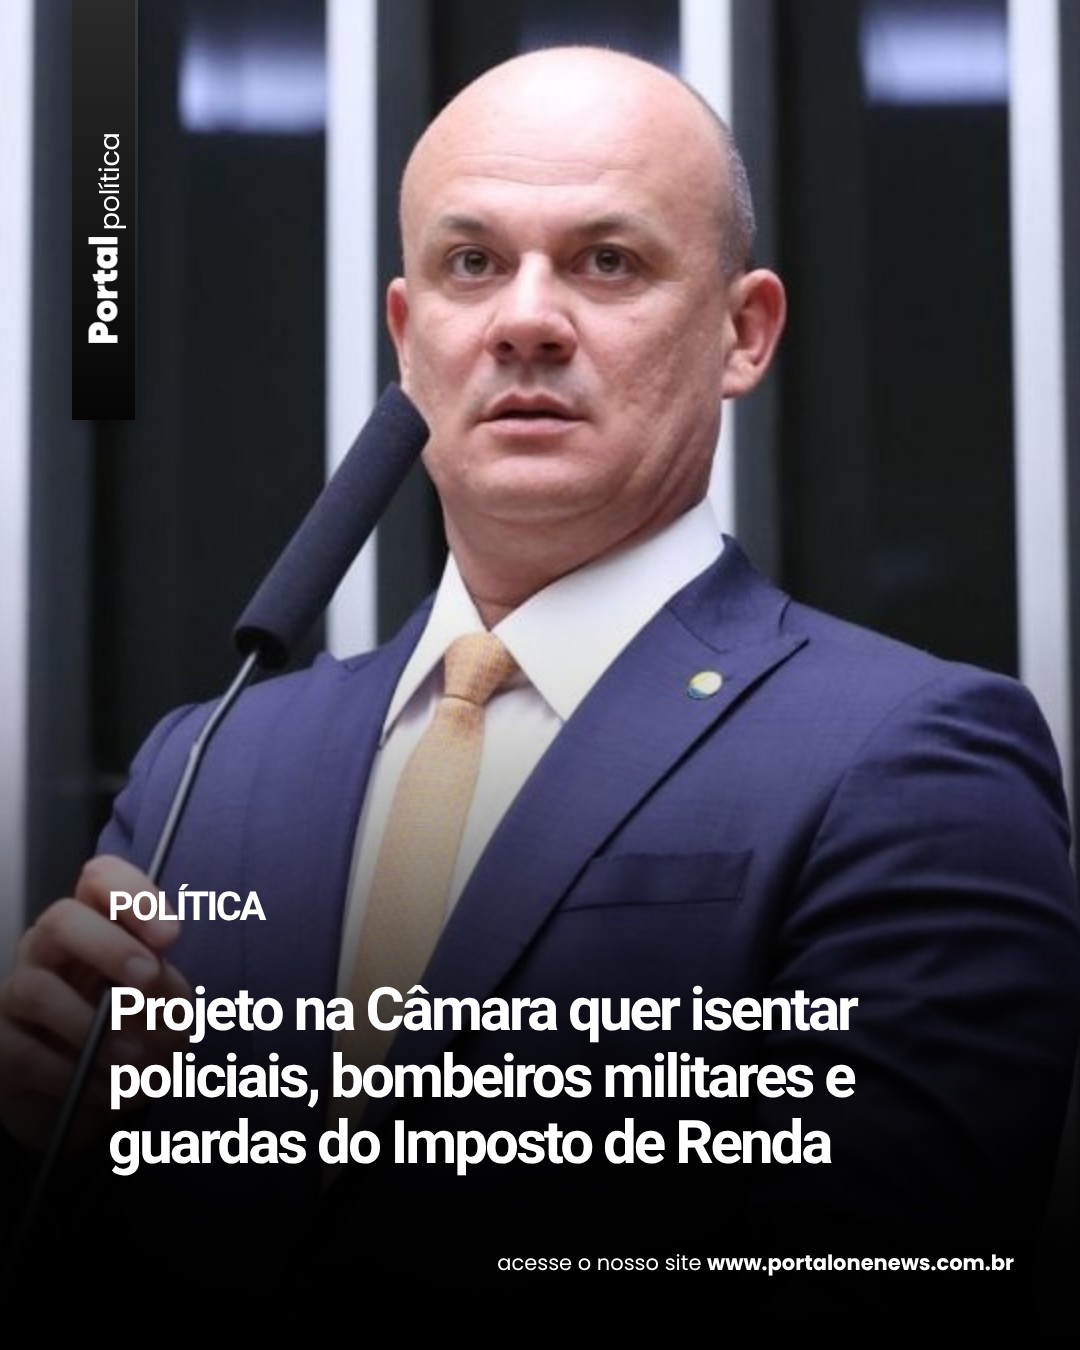 Portal política
POLÍTICA
Projeto na Câmara quer isentar
policiais, bombeiros militares e
guardas do Imposto de Renda
acesse o nosso site www.portalonenews.com.br